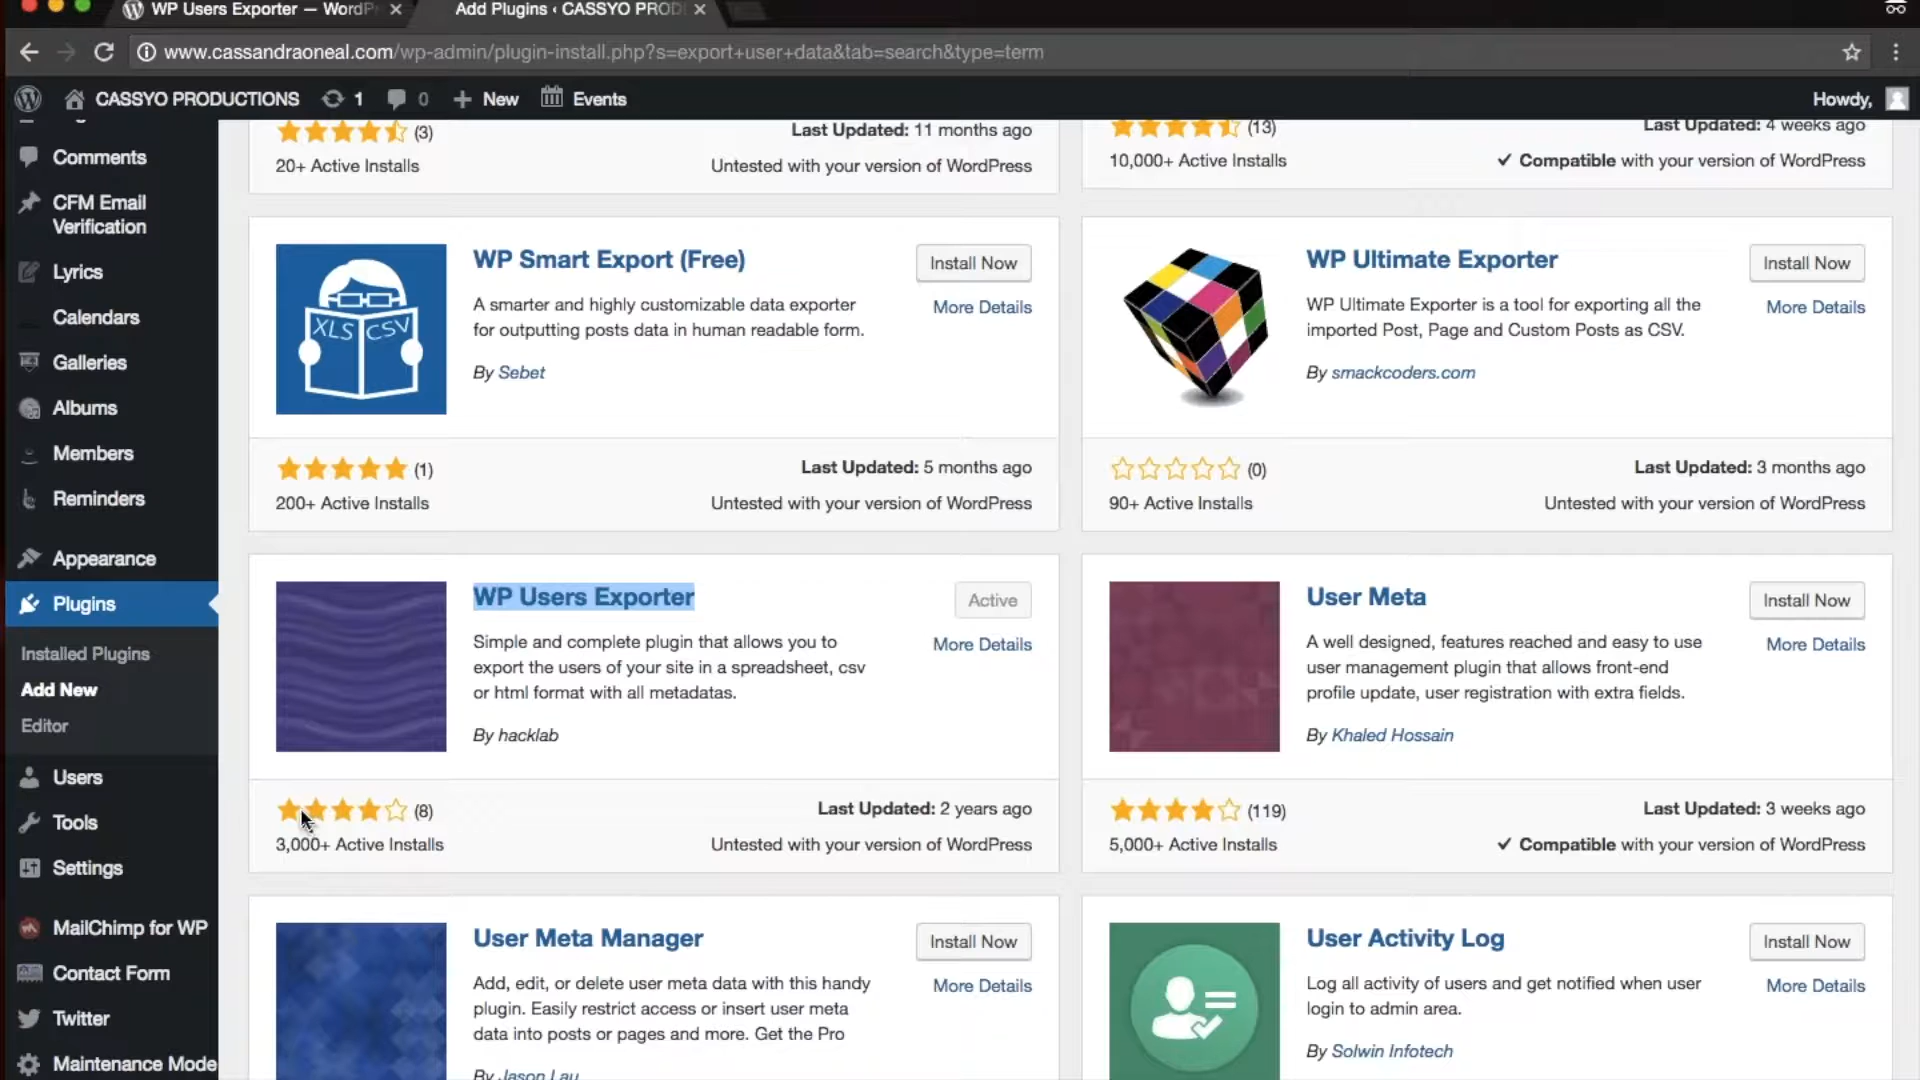 WP Users Exporter — WordP
Add Plugins ‹ CASSYO PROD
www.cassandraoneal.com/wp-admin/plugin-install.php?s=export+user+data&tab=search&type=term
CASSYO PRODUCTIONS 1 0 New Events
Howdy,
Comments
CFM Email
Verification
Lyrics
Calendars
Galleries
Albums
Members
Reminders
Appearance
Plugins
Installed Plugins
Add New
Editor
Users
Tools
Settings
MailChimp for WP
Contact Form
Twitter
Maintenance Mode
(3)
Last Updated: 11 months ago
20+ Active Installs
Untested with your version of WordPress
(13)
Last Updated: 4 weeks ago
10,000+ Active Installs
✓ Compatible with your version of WordPress
XLS CSV
WP Smart Export (Free)
Install Now
More Details
A smarter and highly customizable data exporter
for outputting posts data in human readable form.
By Sebet
(1)
Last Updated: 5 months ago
200+ Active Installs
Untested with your version of WordPress
WP Ultimate Exporter
Install Now
More Details
WP Ultimate Exporter is a tool for exporting all the
imported Post, Page and Custom Posts as CSV.
By smackcoders.com
(0)
Last Updated: 3 months ago
90+ Active Installs
Untested with your version of WordPress
WP Users Exporter
Active
More Details
Simple and complete plugin that allows you to
export the users of your site in a spreadsheet, csv
or html format with all metadatas.
By hacklab
(8)
Last Updated: 2 years ago
3,000+ Active Installs
Untested with your version of WordPress
User Meta
Install Now
More Details
A well designed, features reached and easy to use
user management plugin that allows front-end
profile update, user registration with extra fields.
By Khaled Hossain
(119)
Last Updated: 3 weeks ago
5,000+ Active Installs
✓ Compatible with your version of WordPress
User Meta Manager
Install Now
More Details
Add, edit, or delete user meta data with this handy
plugin. Easily restrict access or insert user meta
data into posts or pages and more. Get the Pro
By Jason Lau
User Activity Log
Install Now
More Details
Log all activity of users and get notified when user
login to admin area.
By Solwin Infotech